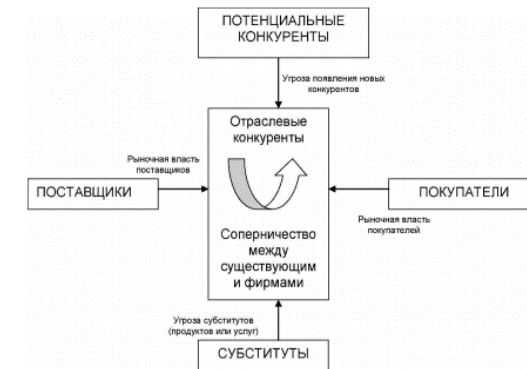 ПОТЕНЦИАЛЬНЫЕ
КОНКУРЕНТЫ
Угроза появления новых
конкурентов
Отраслевые
конкуренты
Рыночная власть
поставщиков
ПОСТАВЩИКИ
ПОКУПАТЕЛИ
Рыночная власть
покупателей
Соперничество
между
существующим
и фирмами
Угроза субститутов
(продуктов или услуг)
СУБСТИТУТЫ